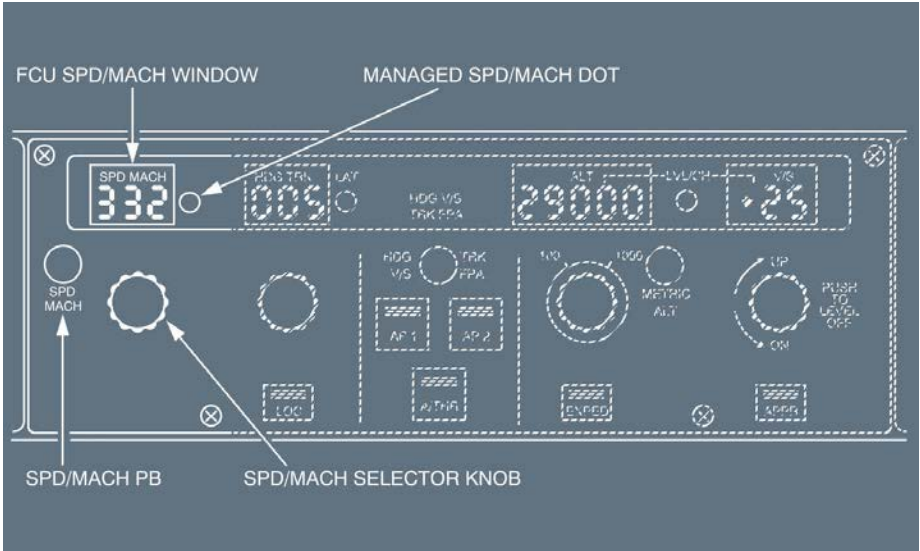 FCU SPD/MACH WINDOW
MANAGED SPD/MACH DOT
SPD MACH
HDG TRK
LAT
ALT
LVL/CH
V/S
332
005
HDG V/S
TRK FPA
29000
25
HDG
V/S
TRK
FPA
100
1000
UP
SPD
MACH
METRIC
ALT
PUSH
TO
LEVEL
OFF
AP 1
AP 2
DN
LOC
A/THR
EXPED
APPR
SPD/MACH PB
SPD/MACH SELECTOR KNOB